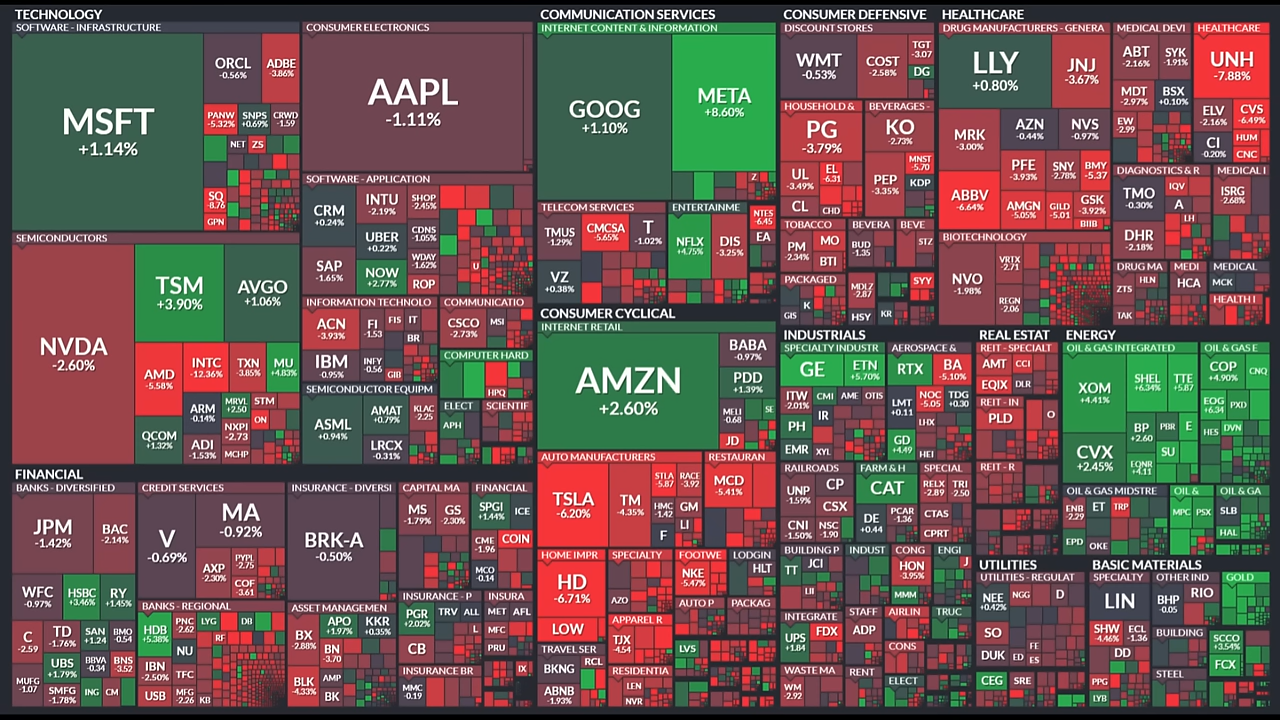 TECHNOLOGY
SOFTWARE - INFRASTRUCTURE
MSFT
+1.14%
ORCL
-0.56%
ADBE
-3.86%
PANW
-5.32%
SNPS
+0.69%
CRWD
-1.59
NET
ZS
SQ
-8.76
GPN
CONSUMER ELECTRONICS
AAPL
-1.11%
SOFTWARE - APPLICATION
CRM
+0.24%
INTU
-2.19%
SHOP
-2.45%
UBER
+0.22%
CDNS
-1.05%
SAP
-1.65%
NOW
+2.77%
WDAY
-1.62%
ROP
U
SEMICONDUCTORS
NVDA
-2.60%
TSM
+3.90%
AVGO
+1.06%
AMD
-5.58%
INTC
-12.36%
TXN
-3.85%
MU
+4.83%
QCOM
+1.32%
ARM
-0.14%
MRVL
+2.50
STM
ADI
-1.53%
NXPI
-2.73
ON
MCHP
INFORMATION TECHNOLO
ACN
-3.93%
FI
-1.53
FIS
IT
BR
IBM
-0.95%
INFY
-0.56
GIB
COMMUNICATIO
CSCO
-2.73%
MSI
COMPUTER HARD
HPQ
SEMICONDUCTOR EQUIPM
ASML
+0.94%
AMAT
+0.79%
KLAC
-2.25
LRCX
-0.31%
ELECT
APH
SCIENTIF
COMMUNICATION SERVICES
INTERNET CONTENT & INFORMATION
GOOG
+1.10%
META
+8.60%
Z
TELECOM SERVICES
TMUS
-1.29%
CMCSA
-5.65%
T
-1.02%
VZ
+0.38%
ENTERTAINME
NFLX
+4.75%
DIS
-3.25%
NTES
-6.45
EA
CONSUMER CYCLICAL
INTERNET RETAIL
AMZN
+2.60%
BABA
-0.97%
PDD
+1.39%
MELI
-0.68
SE
JD
AUTO MANUFACTURERS
TSLA
-6.20%
TM
-4.35%
STLA
-5.87
RACE
-3.92
HMC
-1.42
GM
LI
F
RESTAURAN
MCD
-5.41%
HOME IMPR
HD
-6.71%
LOW
SPECIALTY
AZO
FOOTWE
NKE
-5.47%
LODGIN
HLT
APPAREL R
TJX
-4.54
AUTO P
LVS
PACKAG
TRAVEL SER
BKNG
RCL
ABNB
-1.93%
RESIDENTIA
LEN
NVR
CONSUMER DEFENSIVE
DISCOUNT STORES
WMT
-0.53%
COST
-2.58%
TGT
-3.07
DG
HOUSEHOLD &
PG
-3.79%
UL
-3.49%
EL
-6.31
CL
CHD
BEVERAGES -
KO
-2.73%
PEP
-3.35%
MNST
-5.70
KDP
TOBACCO
PM
-2.34%
MO
BTI
BEVERA
BUD
-1.35
BEVE
STZ
PACKAGED
K
GIS
MDLZ
-2.87
HSY
KR
SYY
HEALTHCARE
DRUG MANUFACTURERS - GENERA
LLY
+0.80%
JNJ
-3.67%
MRK
-3.00%
AZN
-0.44%
NVS
-0.97%
ABBV
-6.64%
PFE
-3.93%
SNY
-2.78%
BMY
-5.37
AMGN
-5.05%
GILD
-5.01
GSK
-3.92%
BIIB
MEDICAL DEVI
ABT
-2.16%
SYK
-1.91%
MDT
-2.97%
BSX
+0.10%
EW
-2.99
HEALTHCARE
UNH
-7.88%
ELV
-2.16%
CVS
-6.49%
CI
-0.20%
HUM
CNC
DIAGNOSTICS & R
TMO
-0.30%
IQV
A
LH
DHR
-2.18%
MEDICAL I
ISRG
-2.68%
BIOTECHNOLOGY
NVO
-1.98%
VRTX
-2.71
REGN
-2.06
DRUG MA
ZTS
HLN
TAK
MEDI
HCA
MEDICAL
MCK
HEALTH I
INDUSTRIALS
SPECIALTY INDUSTR
GE
ETN
+5.70%
ITW
-2.01%
CMI
AME
OTIS
PH
IR
EMR
XYL
AEROSPACE &
RTX
BA
-5.10%
LMT
+0.11
NOC
-5.05
TDG
+0.30
LHX
GD
+4.49
HEI
RAILROADS
UNP
-1.59%
CP
CSX
CNI
-1.50%
NSC
-1.90
FARM & H
CAT
DE
+0.44
PCAR
-1.36
SPECIAL
RELX
-2.89
TRI
-2.50
CTAS
CPRT
BUILDING P
TT
JCI
LII
INDUST
CONG
HON
-3.95%
MMM
ENGI
J
INTEGRATE
UPS
+1.84
FDX
STAFF
ADP
AIRLIN
TRUC
CONS
WASTE MA
WM
-2.92
RENT
ELECT
REAL ESTAT
REIT - SPECIALT
AMT
CCI
EQIX
DLR
REIT - IN
PLD
O
REIT - R
ENERGY
OIL & GAS INTEGRATED
XOM
+4.41%
SHEL
+6.34%
TTE
+5.87
CVX
+2.45%
BP
+2.60
PBR
E
EQNR
+4.11
SU
OIL & GAS E
COP
+4.90%
CNQ
EOG
+6.34
PXD
HES
DVN
OIL & GAS MIDSTRE
ENB
-2.29
ET
TRP
EPD
OKE
OIL &
MPC
PSX
OIL & GA
SLB
HAL
FINANCIAL
BANKS - DIVERSIFIED
JPM
-1.42%
BAC
-2.14%
WFC
-0.97%
HSBC
+3.46%
RY
+1.45%
C
-2.59
TD
-1.76%
SAN
+1.24
BMO
-0.54
UBS
+1.79%
BBVA
-0.34
BNS
-3.52
MUFG
-1.07
SMFG
-1.78%
ING
CM
CREDIT SERVICES
V
-0.69%
MA
-0.92%
AXP
-2.30%
PYPL
-2.75
COF
-3.61
BANKS - REGIONAL
HDB
+5.38%
PNC
-2.62
LYG
DB
NU
RF
IBN
-2.50%
TFC
USB
MFG
-2.26
KB
INSURANCE - DIVERSI
BRK-A
-0.50%
ASSET MANAGEMEN
BX
-2.88%
APO
+1.97%
KKR
+0.35%
BN
-3.70
BLK
-4.33%
AMP
BK
CAPITAL MA
MS
-1.79%
GS
-2.30%
FINANCIAL
SPGI
+1.44%
ICE
CME
-1.96
COIN
MCO
-0.14
INSURANCE - P
PGR
+2.02%
TRV
ALL
L
CB
INSURA
MET
AFL
MFC
PRU
INSURANCE BR
MMC
-0.19
IX
UTILITIES
UTILITIES - REGULAT
NEE
+0.42%
NGG
D
SO
FE
DUK
ED
ES
CEG
SRE
BASIC MATERIALS
SPECIALTY
LIN
SHW
-4.46%
ECL
-1.36
DD
PPG
LYB
OTHER IND
BHP
-0.05
RIO
GOLD
BUILDING
SCCO
+3.54%
FCX
STEEL